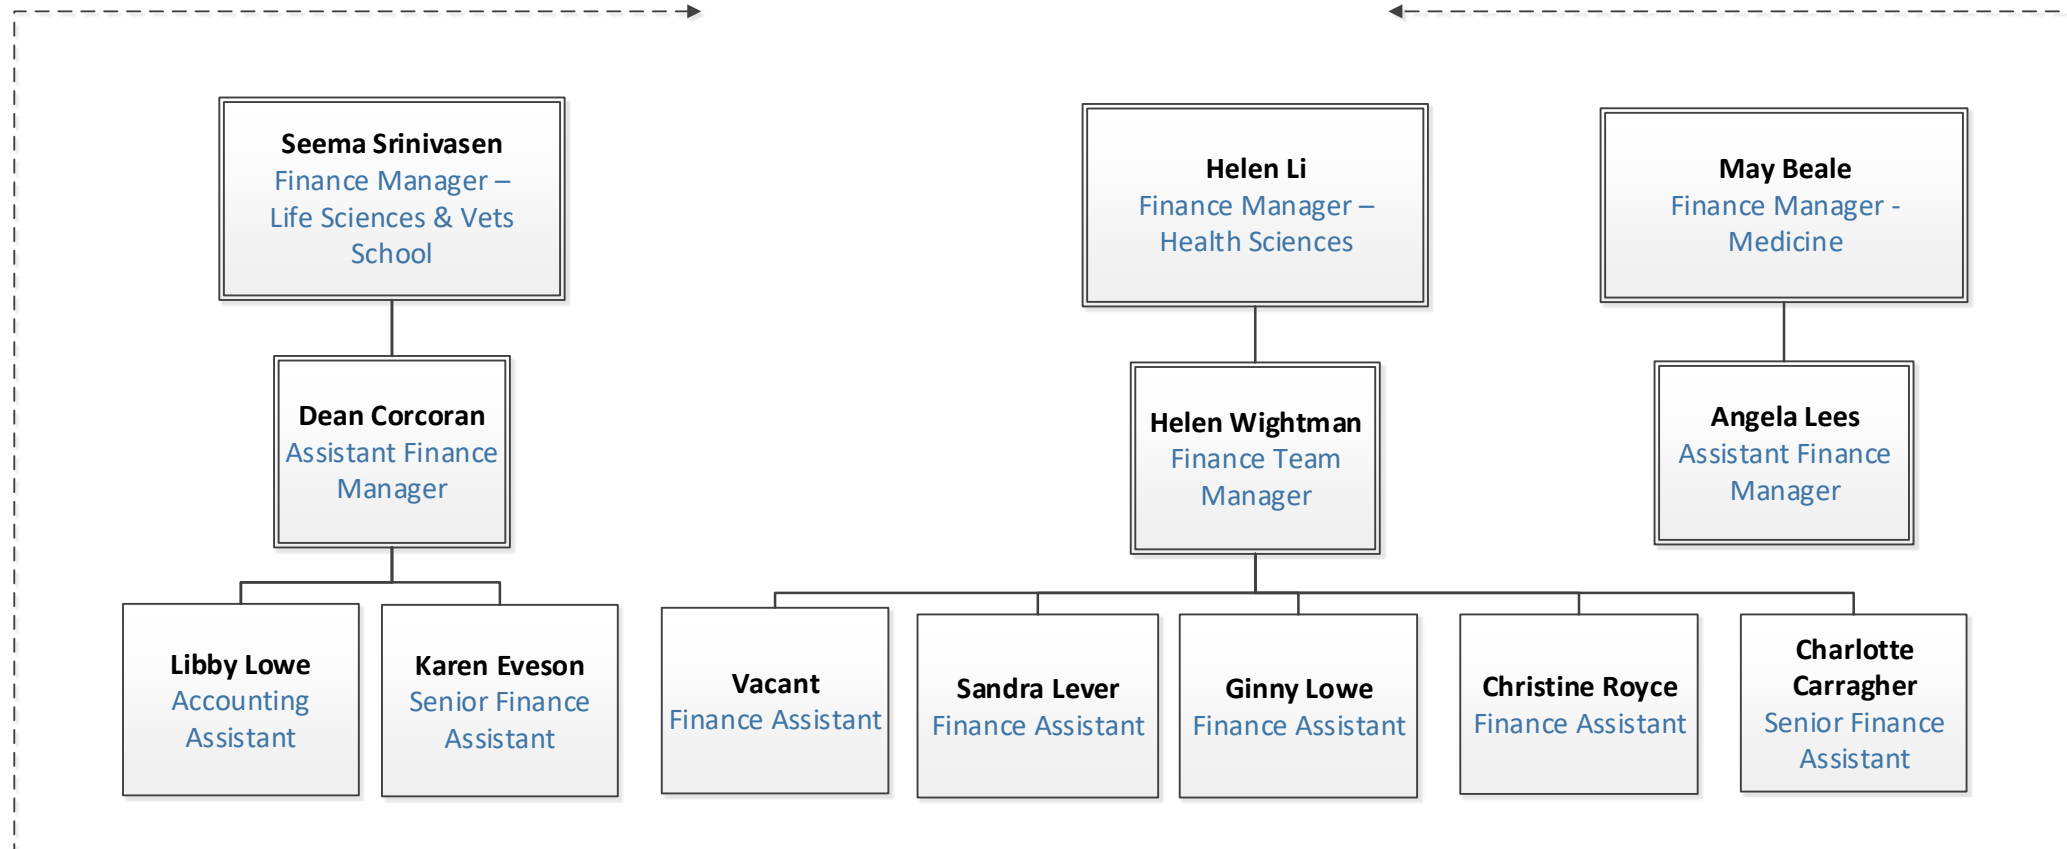 Seema Srinivasen
Finance Manager –
Life Sciences & Vets
School
Helen Li
Finance Manager –
Health Sciences
May Beale
Finance Manager -
Medicine
Dean Corcoran
Assistant Finance
Manager
Helen Wightman
Finance Team
Manager
Angela Lees
Assistant Finance
Manager
Libby Lowe
Accounting
Assistant
Karen Eveson
Senior Finance
Assistant
Vacant
Finance Assistant
Sandra Lever
Finance Assistant
Ginny Lowe
Finance Assistant
Christine Royce
Finance Assistant
Charlotte
Carragher
Senior Finance
Assistant